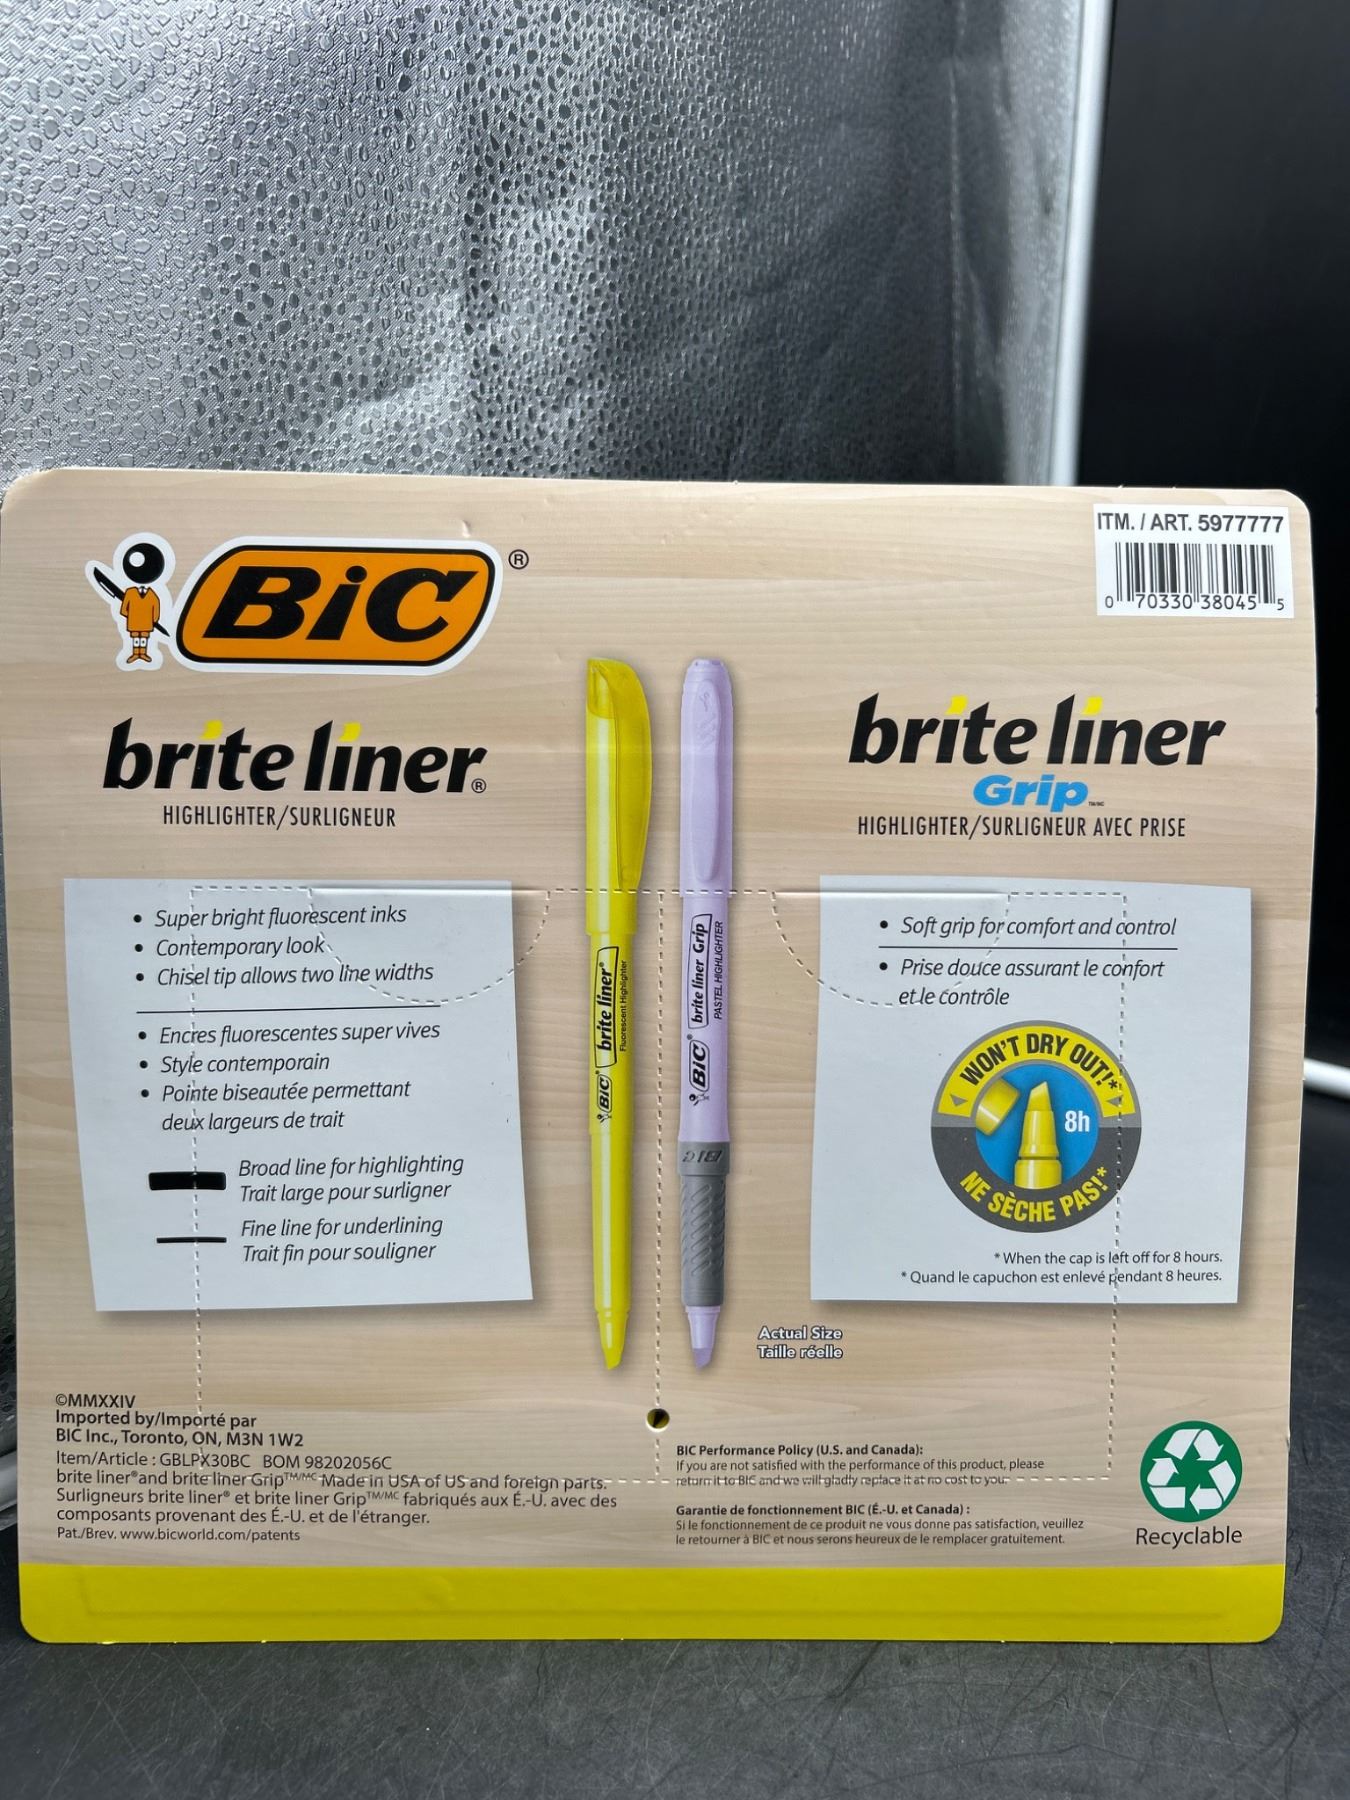 BiC®
ITM. / ART. 5977777
0 70330 38045 5
brite liner®
HIGHLIGHTER/SURLIGNEUR
• Super bright fluorescent inks
• Contemporary look
• Chisel tip allows two line widths
• Encres fluorescentes super vives
• Style contemporain
• Pointe biseautée permettant
deux largeurs de trait
Broad line for highlighting
Trait large pour surligner
Fine line for underlining
Trait fin pour souligner
BiC® brite liner®
Fluorescent Highlighter
BiC® brite liner Grip
PASTEL HIGHLIGHTER
BiC
Actual Size
Taille réelle
brite liner
Grip TM/MC
HIGHLIGHTER/SURLIGNEUR AVEC PRISE
• Soft grip for comfort and control
• Prise douce assurant le confort
et le contrôle
WON'T DRY OUT!*
8h
NE SÈCHE PAS!*
* When the cap is left off for 8 hours.
* Quand le capuchon est enlevé pendant 8 heures.
©MMXXIV
Imported by/Importé par
BIC Inc., Toronto, ON, M3N 1W2
Item/Article : GBLPX30BC BOM 98202056C
brite liner® and brite liner Grip TM/MC Made in USA of US and foreign parts.
Surligneurs brite liner® et brite liner Grip TM/MC fabriqués aux É.-U. avec des
composants provenant des É.-U. et de l'étranger.
Pat./Brev. www.bicworld.com/patents
BIC Performance Policy (U.S. and Canada):
If you are not satisfied with the performance of this product, please
return it to BIC and we will gladly replace it at no cost to you.
Garantie de fonctionnement BIC (É.-U. et Canada) :
Si le fonctionnement de ce produit ne vous donne pas satisfaction, veuillez
le retourner à BIC et nous serons heureux de le remplacer gratuitement.
Recyclable